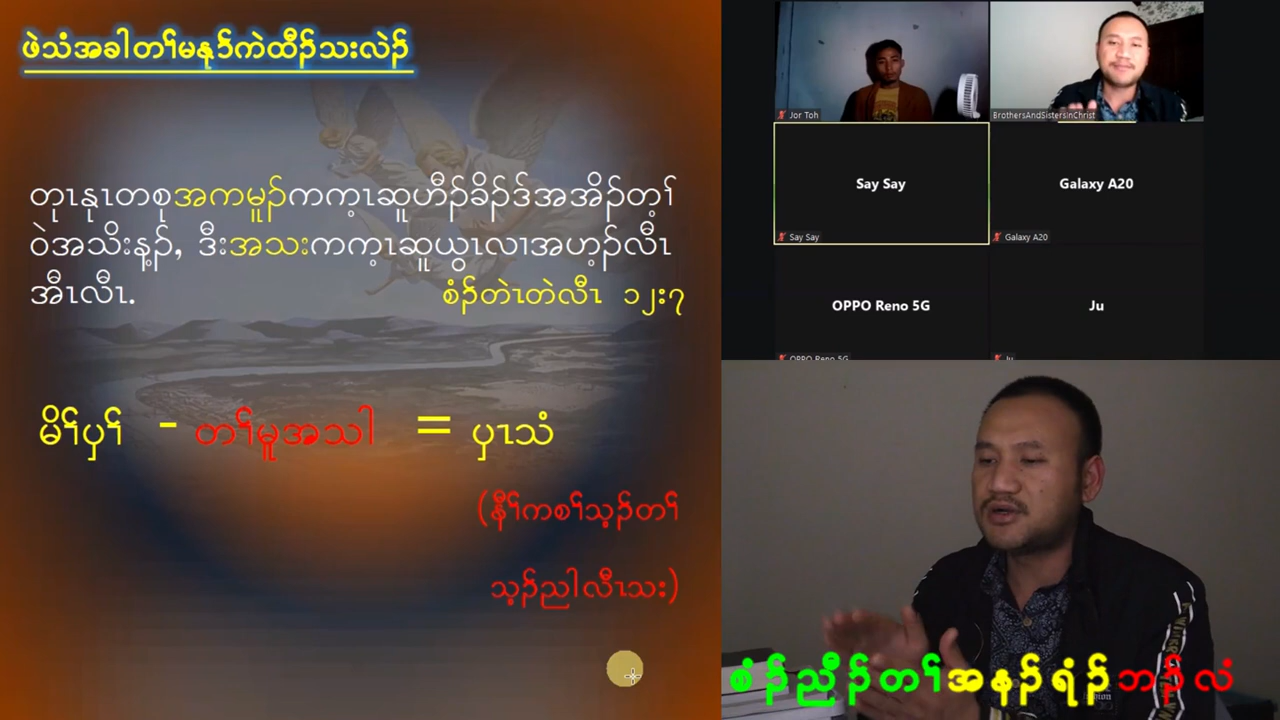 ဖဲသံအခါတၢ်မနုၥ်ကဲထီၣ်သးလဲၣ်
တုၤနုၤတစုအကမူၣ်ကက့ၤဆူဟီၣ်ခိၣ်ဒ်အအိၣ်တ့ၢ်
ဝဲအသိးန့ၣ်, ဒီးအသးကက့ၤဆူယွၤလၢအဟ့ၣ်လီၤ
အီၤလီၤ.
စံၣ်တဲၤတဲလီၤ ၁၂း၇
မိၢ်ပှၢ် - တၢ်မူအသါ = ပှၤသံ
(နီၢ်ကစၢ်သ့ၣ်တၢ်
သ့ၣ်ညါလီၤသး)
Jor Toh
BrothersAndSistersInChrist
Say Say
Galaxy A20
Say Say
Galaxy A20
OPPO Reno 5G
Ju
OPPO Reno 5G
Ju
စံၣ်ညီၣ်တၢ်အနၣ်ရံၣ်ဘၣ်လံ